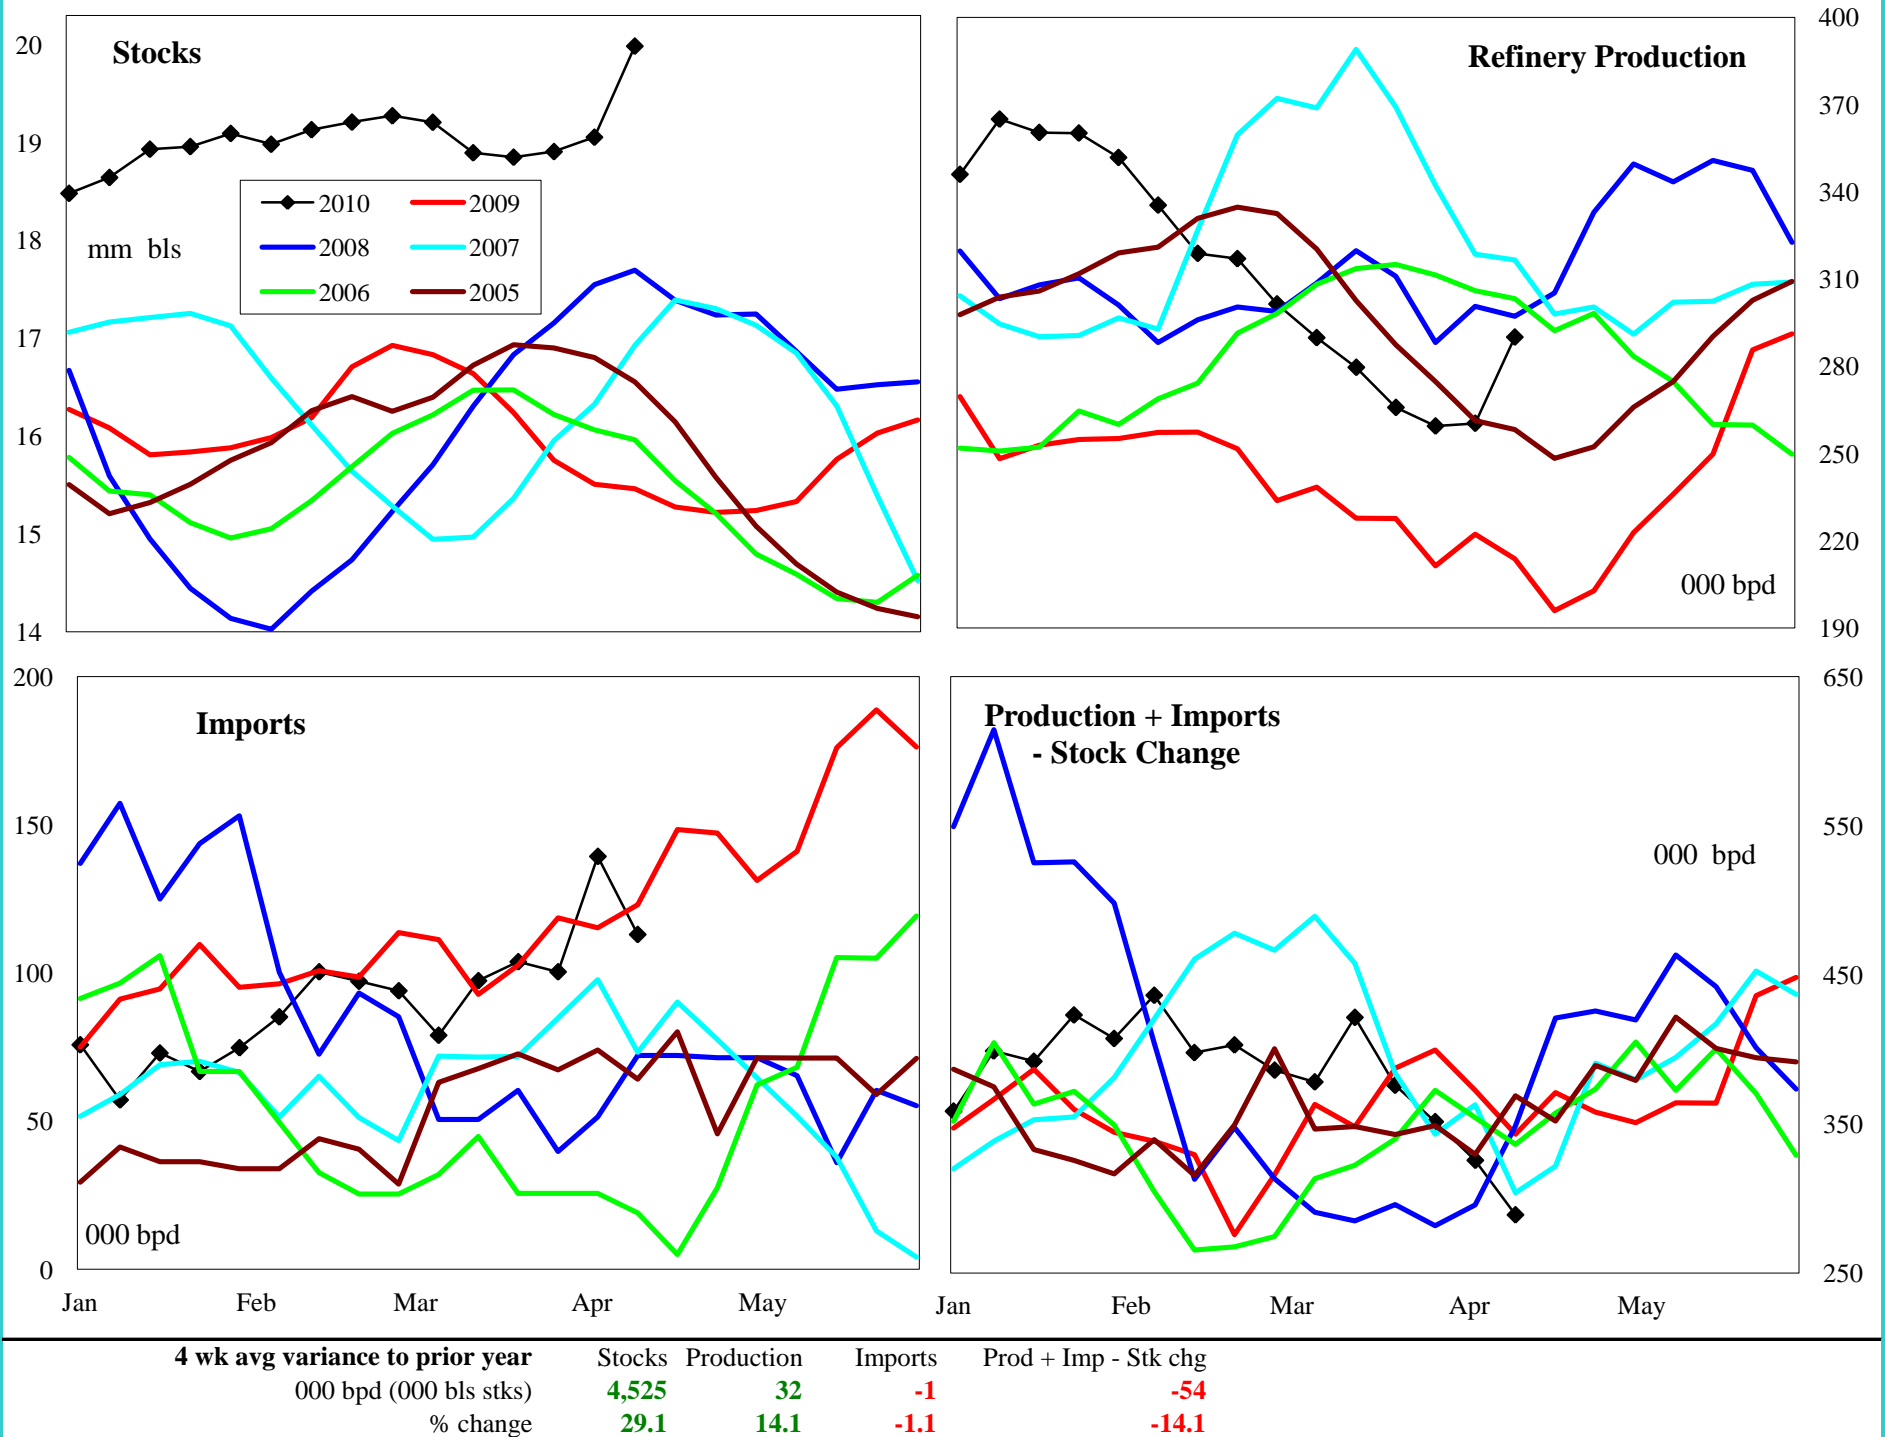 Stocks
20
19
18
17
16
15
14
mm bls
2010 2009
2008 2007
2006 2005
Refinery Production
400
370
340
310
280
250
220
190
000 bpd
Imports
200
150
100
50
0
000 bpd
Jan Feb Mar Apr May
Production + Imports
- Stock Change
650
550
450
350
250
000 bpd
Jan Feb Mar Apr May
4 wk avg variance to prior year Stocks Production Imports Prod + Imp - Stk chg
000 bpd (000 bls stks) 4,525 32 -1 -54
% change 29.1 14.1 -1.1 -14.1